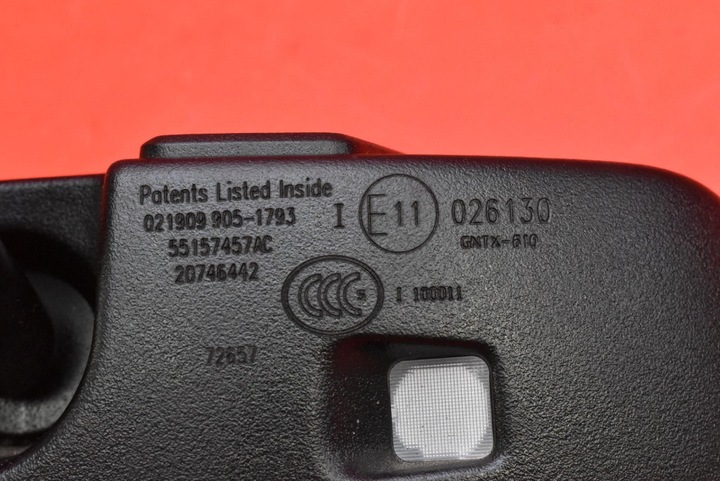 Patents Listed Inside
021909 905-1793
55157457AC
20746442
I E11 026130
GNTX-610
CCC S I 100011
72657